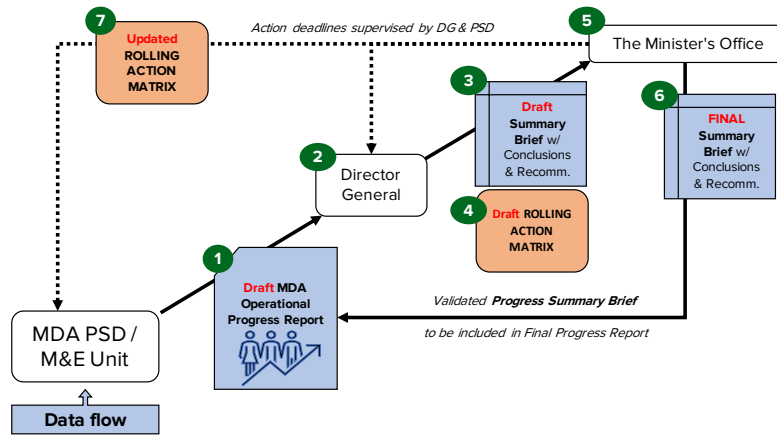 7
Updated
ROLLING
ACTION
MATRIX
Action deadlines supervised by DG & PSD
5
The Minister's Office
3
Draft
Summary
Brief w/
Conclusions
& Recomm.
6
FINAL
Summary
Brief w/
Conclusions
& Recomm.
2
Director
General
4
Draft ROLLING
ACTION
MATRIX
1
Draft MDA
Operational
Progress Report
Validated Progress Summary Brief
to be included in Final Progress Report
MDA PSD /
M&E Unit
Data flow